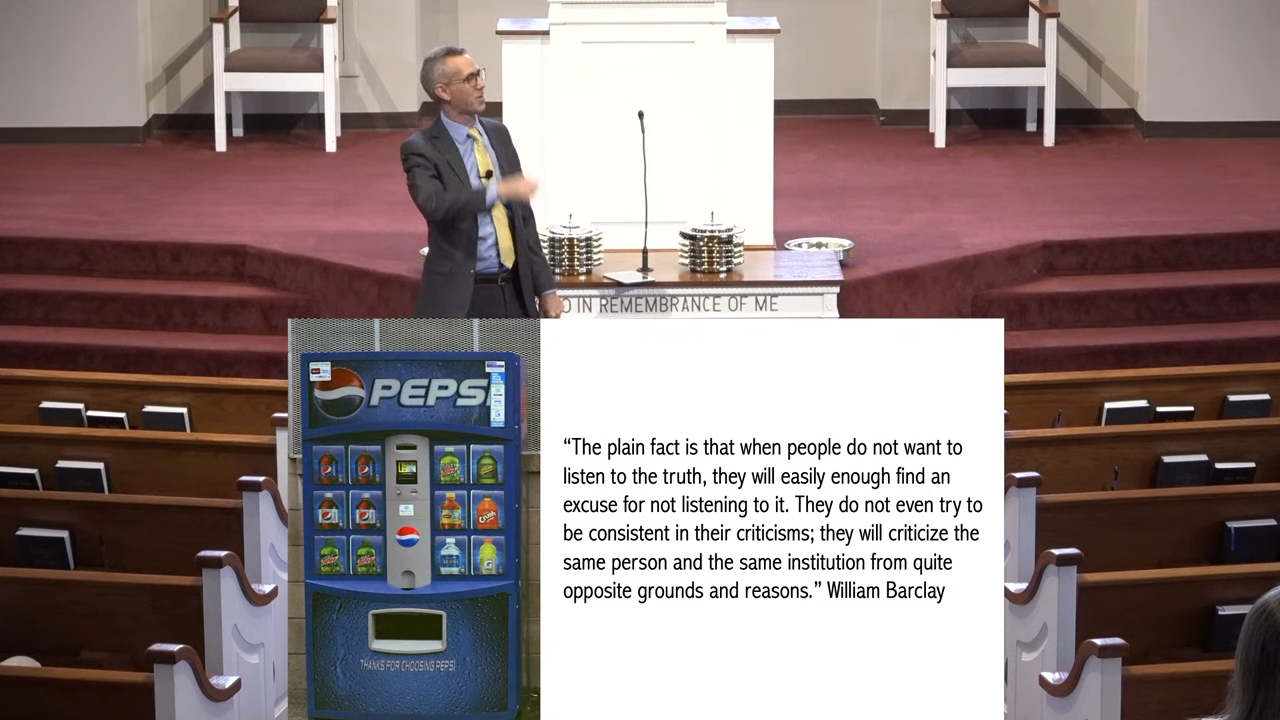 O IN REMEMBRANCE OF ME
PEPSI
“The plain fact is that when people do not want to
listen to the truth, they will easily enough find an
excuse for not listening to it. They do not even try to
be consistent in their criticisms; they will criticize the
same person and the same institution from quite
opposite grounds and reasons.” William Barclay
Crush
THANKS FOR CHOOSING PEPSI